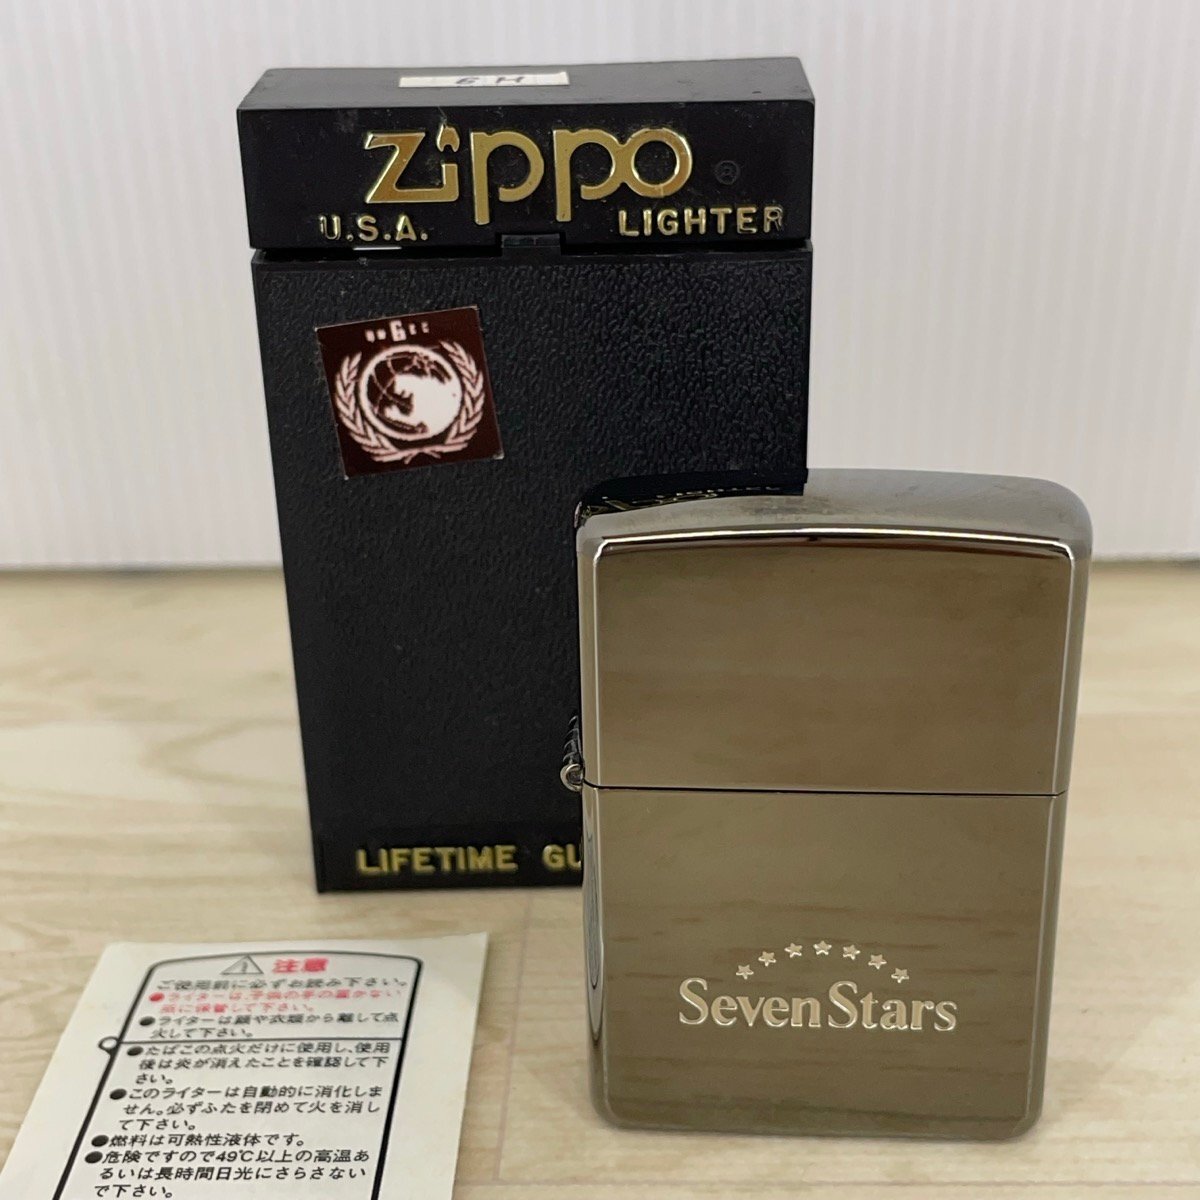 Zippo®
U.S.A. LIGHTER
LIFETIME GU
SevenStars
注意
ご使用前に必ずお読み下さい。
●ライターは、子供の手の届かない
所に保管して下さい。
●ライターは顔や衣類から離して点
火して下さい。
●たばこの点火だけに使用し、使用
後は炎が消えたことを確認して下
さい。
●このライターは自動的に消化しま
せん。必ずふたを閉めて火を消し
て下さい。
●燃料は可熱性液体です。
●危険ですので49℃以上の高温あ
るいは長時間日光にさらさない
で下さい。